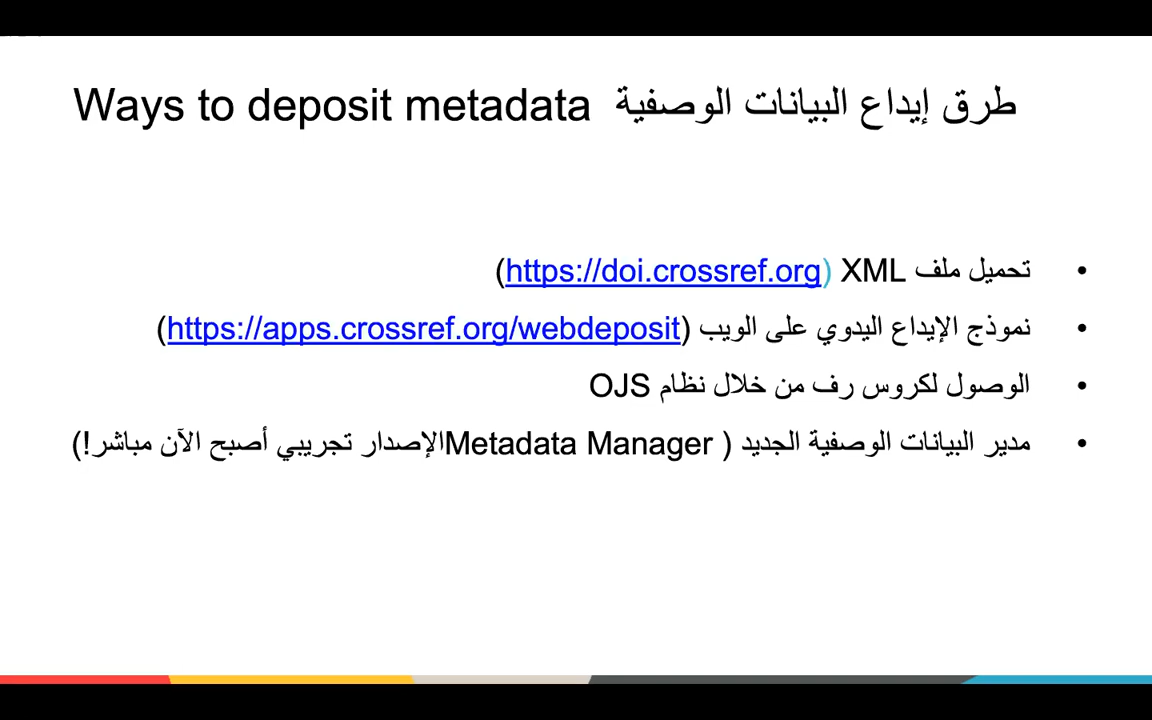 طرق إيداع البيانات الوصفية Ways to deposit metadata
• تحميل ملف XML (https://doi.crossref.org)
• نموذج الإيداع اليدوي على الويب (https://apps.crossref.org/webdeposit)
• الوصول لكروس رف من خلال نظام OJS
• مدير البيانات الوصفية الجديد ( Metadata Managerالإصدار تجريبي أصبح الآن مباشر!)